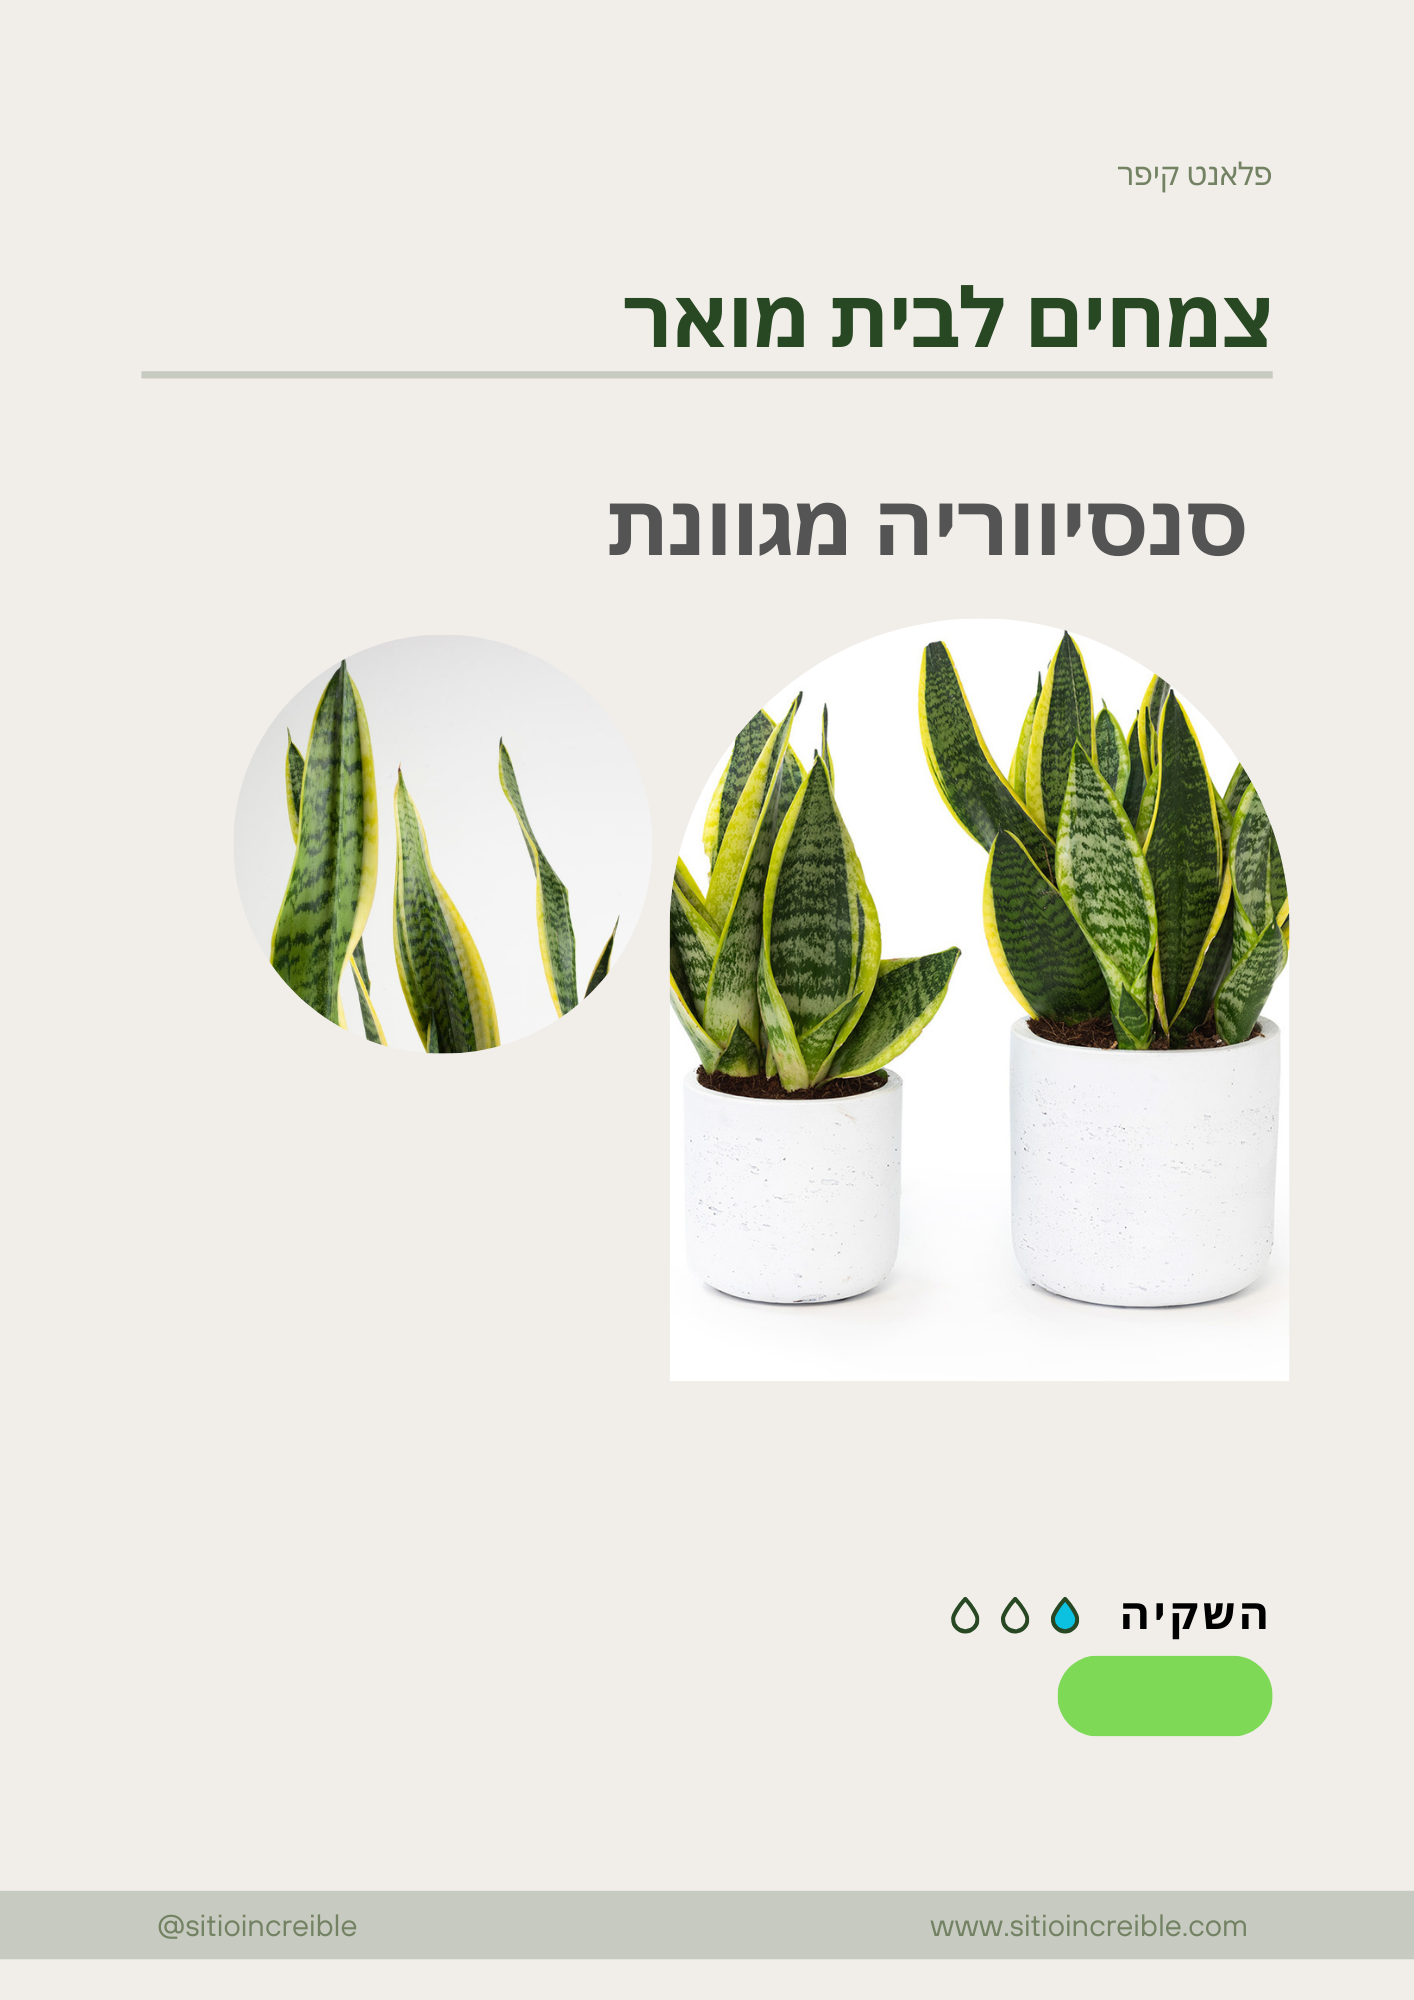 פלאנט קיפר
צמחים לבית מואר
סנסיווריה מגוונת
השקיה
@sitioincreible
www.sitioincreible.com